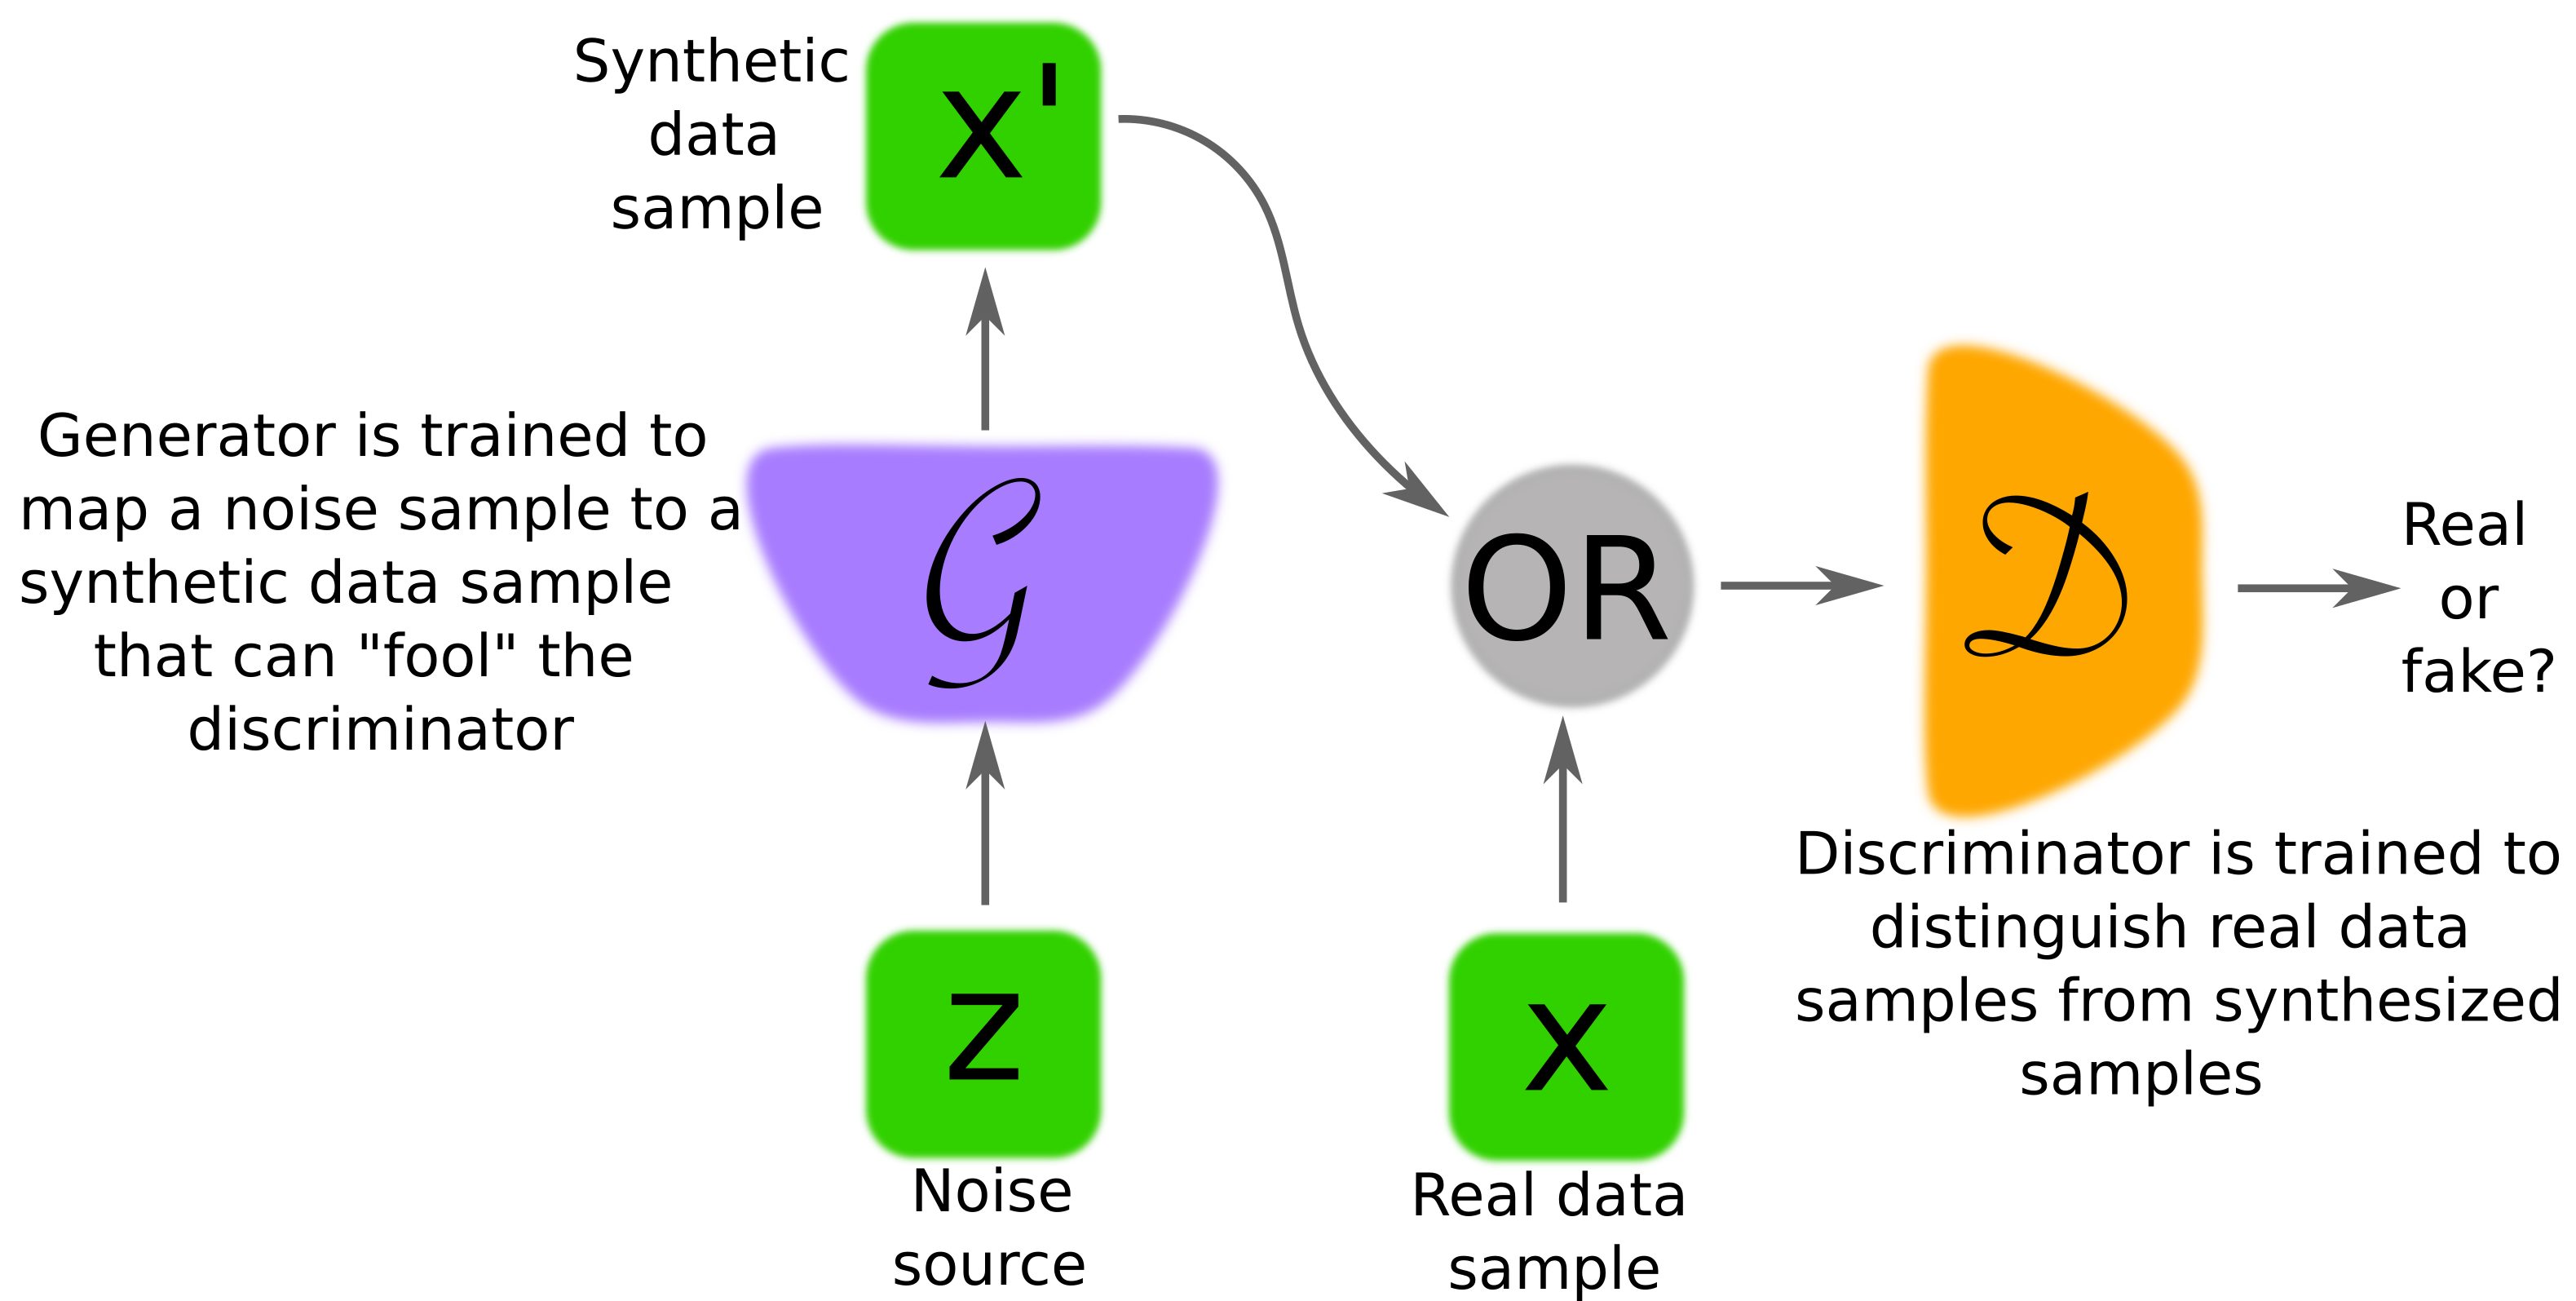 Synthetic
data
sample
x'
Generator is trained to
map a noise sample to a
synthetic data sample
that can "fool" the
discriminator
G
OR
D
Real
or
fake?
z
Noise
source
x
Real data
sample
Discriminator is trained to
distinguish real data
samples from synthesized
samples